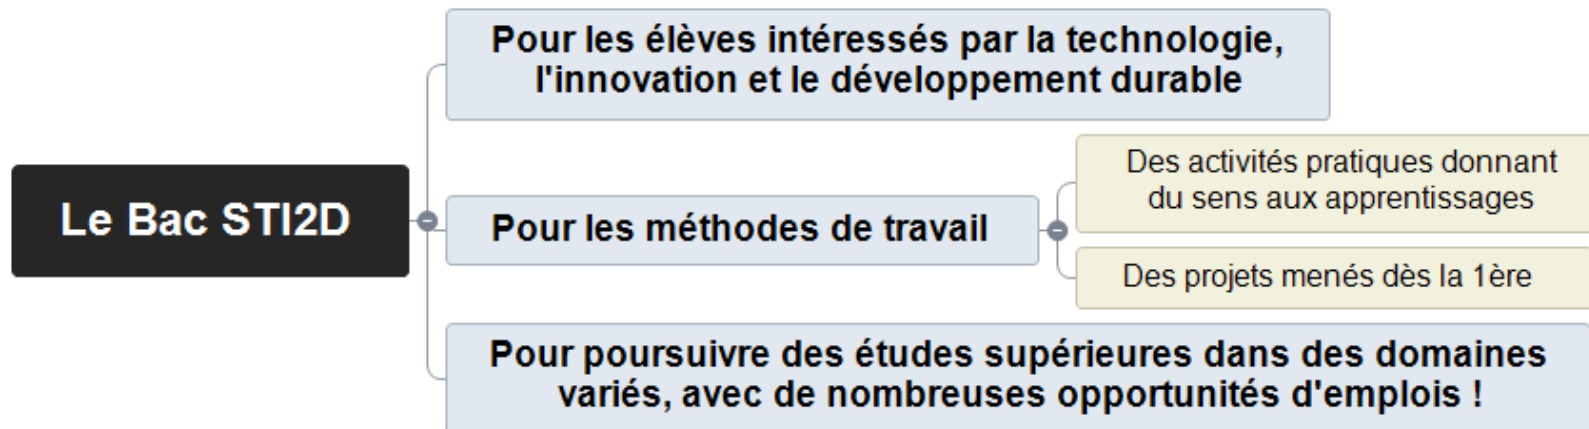 Pour les élèves intéressés par la technologie,
l'innovation et le développement durable
Le Bac STI2D
Pour les méthodes de travail
Des activités pratiques donnant
du sens aux apprentissages
Des projets menés dès la 1ère
Pour poursuivre des études supérieures dans des domaines
variés, avec de nombreuses opportunités d'emplois !